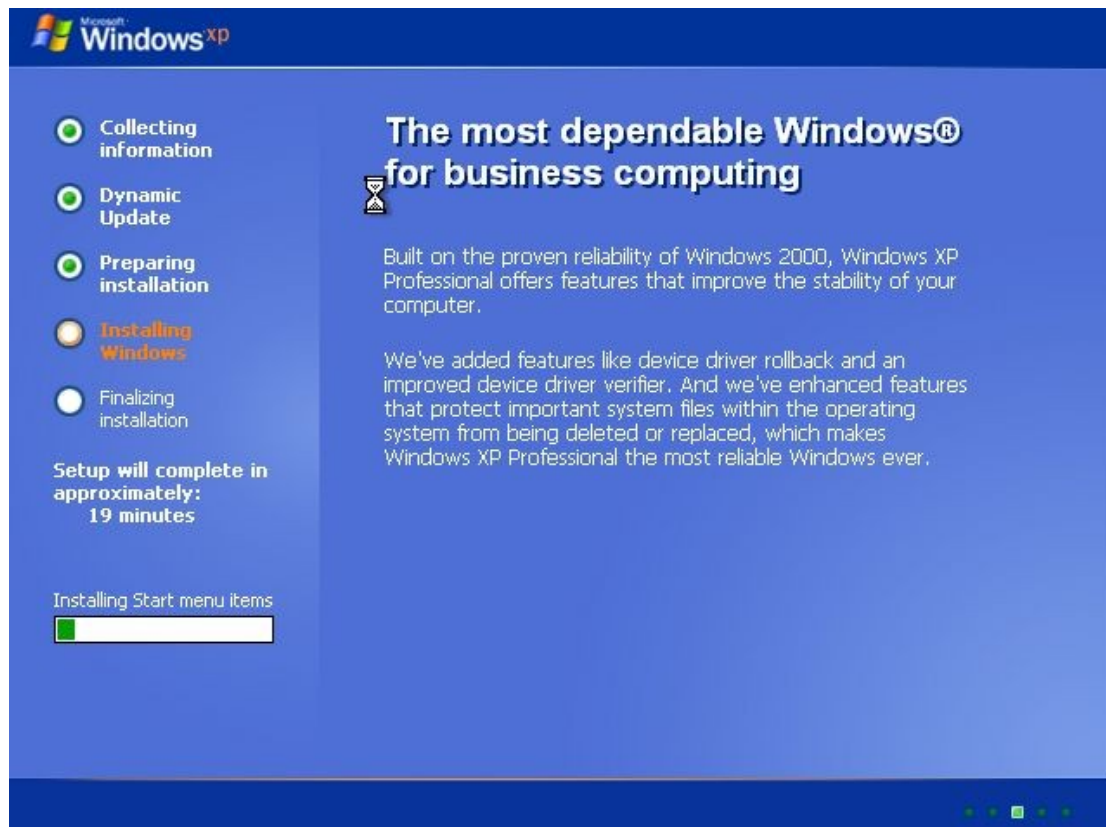 Microsoft
Windows xp
Collecting
information
Dynamic
Update
Preparing
installation
Installing
Windows
Finalizing
installation
Setup will complete in
approximately:
19 minutes
Installing Start menu items
The most dependable Windows®
for business computing
Built on the proven reliability of Windows 2000, Windows XP
Professional offers features that improve the stability of your
computer.
We've added features like device driver rollback and an
improved device driver verifier. And we've enhanced features
that protect important system files within the operating
system from being deleted or replaced, which makes
Windows XP Professional the most reliable Windows ever.